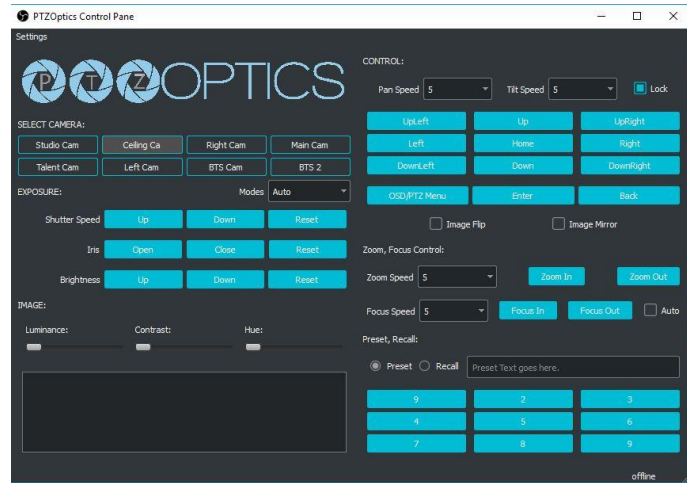 PTZOptics Control Pane
Settings
PTZOPTICS
SELECT CAMERA:
Studio Cam Ceiling Ca Right Cam Main Cam
Talent Cam Left Cam BTS Cam BTS 2
EXPOSURE: Modes Auto
Shutter Speed Up Down Reset
Iris Open Close Reset
Brightness Up Down Reset
IMAGE:
Luminance: Contrast: Hue:
CONTROL:
Pan Speed 5 Tilt Speed 5 Lock
UpLeft Up UpRight
Left Home Right
DownLeft Down DownRight
OSD/PTZ Menu Enter Back
Image Flip Image Mirror
Zoom, Focus Control:
Zoom Speed 5 Zoom In Zoom Out
Focus Speed 5 Focus In Focus Out Auto
Preset, Recall:
Preset Recall Preset Text goes here.
9 2 3
4 5 6
7 8 9
offline